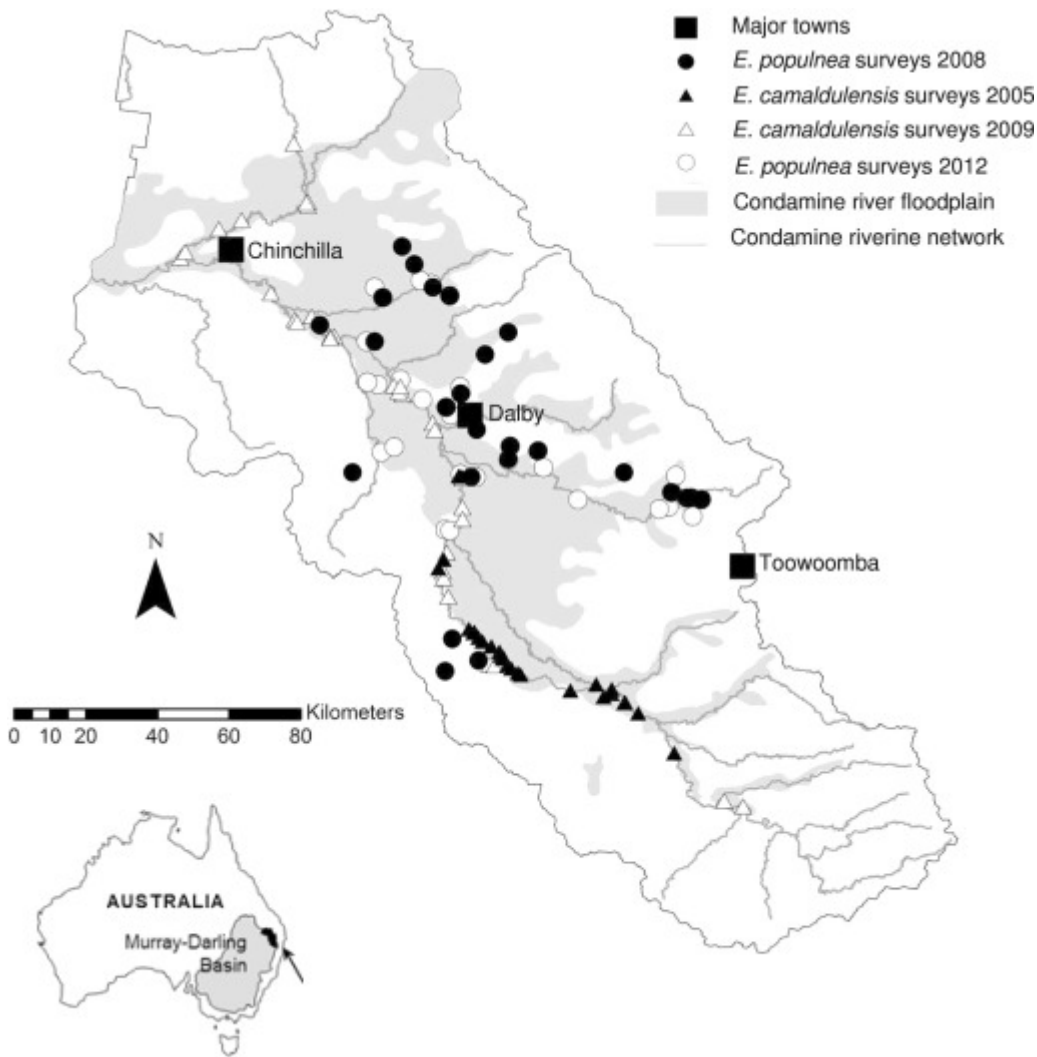 Major towns
E. populnea surveys 2008
E. camaldulensis surveys 2005
E. camaldulensis surveys 2009
E. populnea surveys 2012
Condamine river floodplain
Condamine riverine network
Chinchilla
Dalby
Toowoomba
N
Kilometers
0 10 20 40 60 80
AUSTRALIA
Murray-Darling
Basin